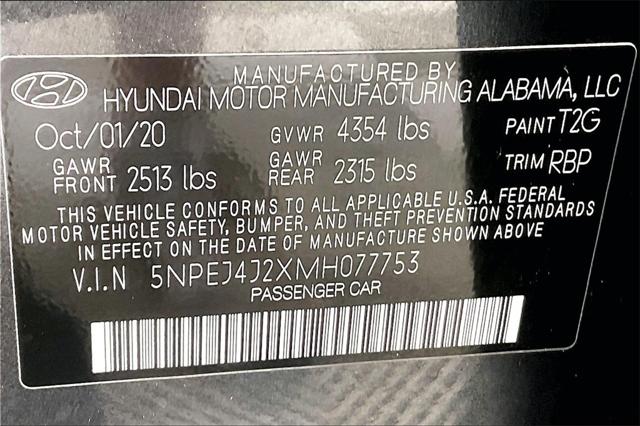 MANUFACTURED BY
HYUNDAI MOTOR MANUFACTURING ALABAMA, LLC
Oct/01/20 GVWR 4354 lbs PAINT T2G
GAWR FRONT 2513 lbs GAWR REAR 2315 lbs TRIM RBP
THIS VEHICLE CONFORMS TO ALL APPLICABLE U.S.A. FEDERAL
MOTOR VEHICLE SAFETY, BUMPER, AND THEFT PREVENTION STANDARDS
IN EFFECT ON THE DATE OF MANUFACTURE SHOWN ABOVE
V.I.N 5NPEJ4J2XMH077753
PASSENGER CAR